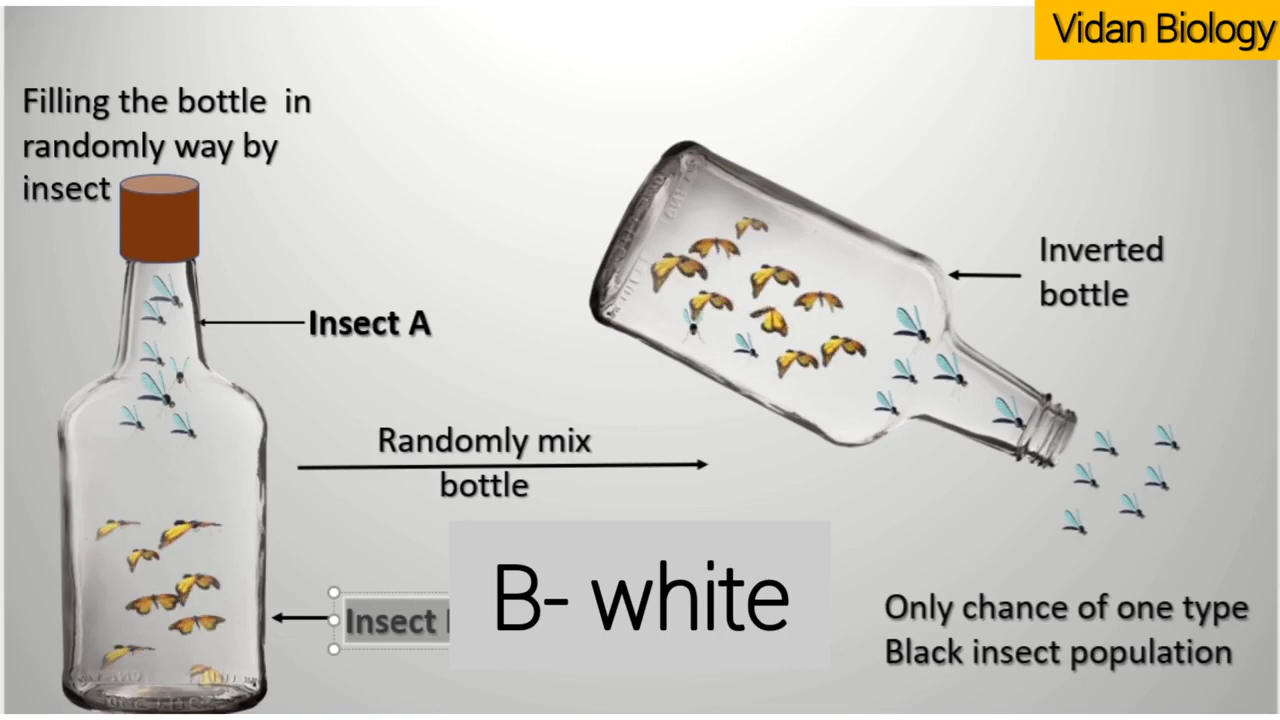 Vidan Biology
Filling the bottle in
randomly way by
insect
Insect A
Inverted
bottle
Randomly mix
bottle
Insect
B- white
Only chance of one type
Black insect population